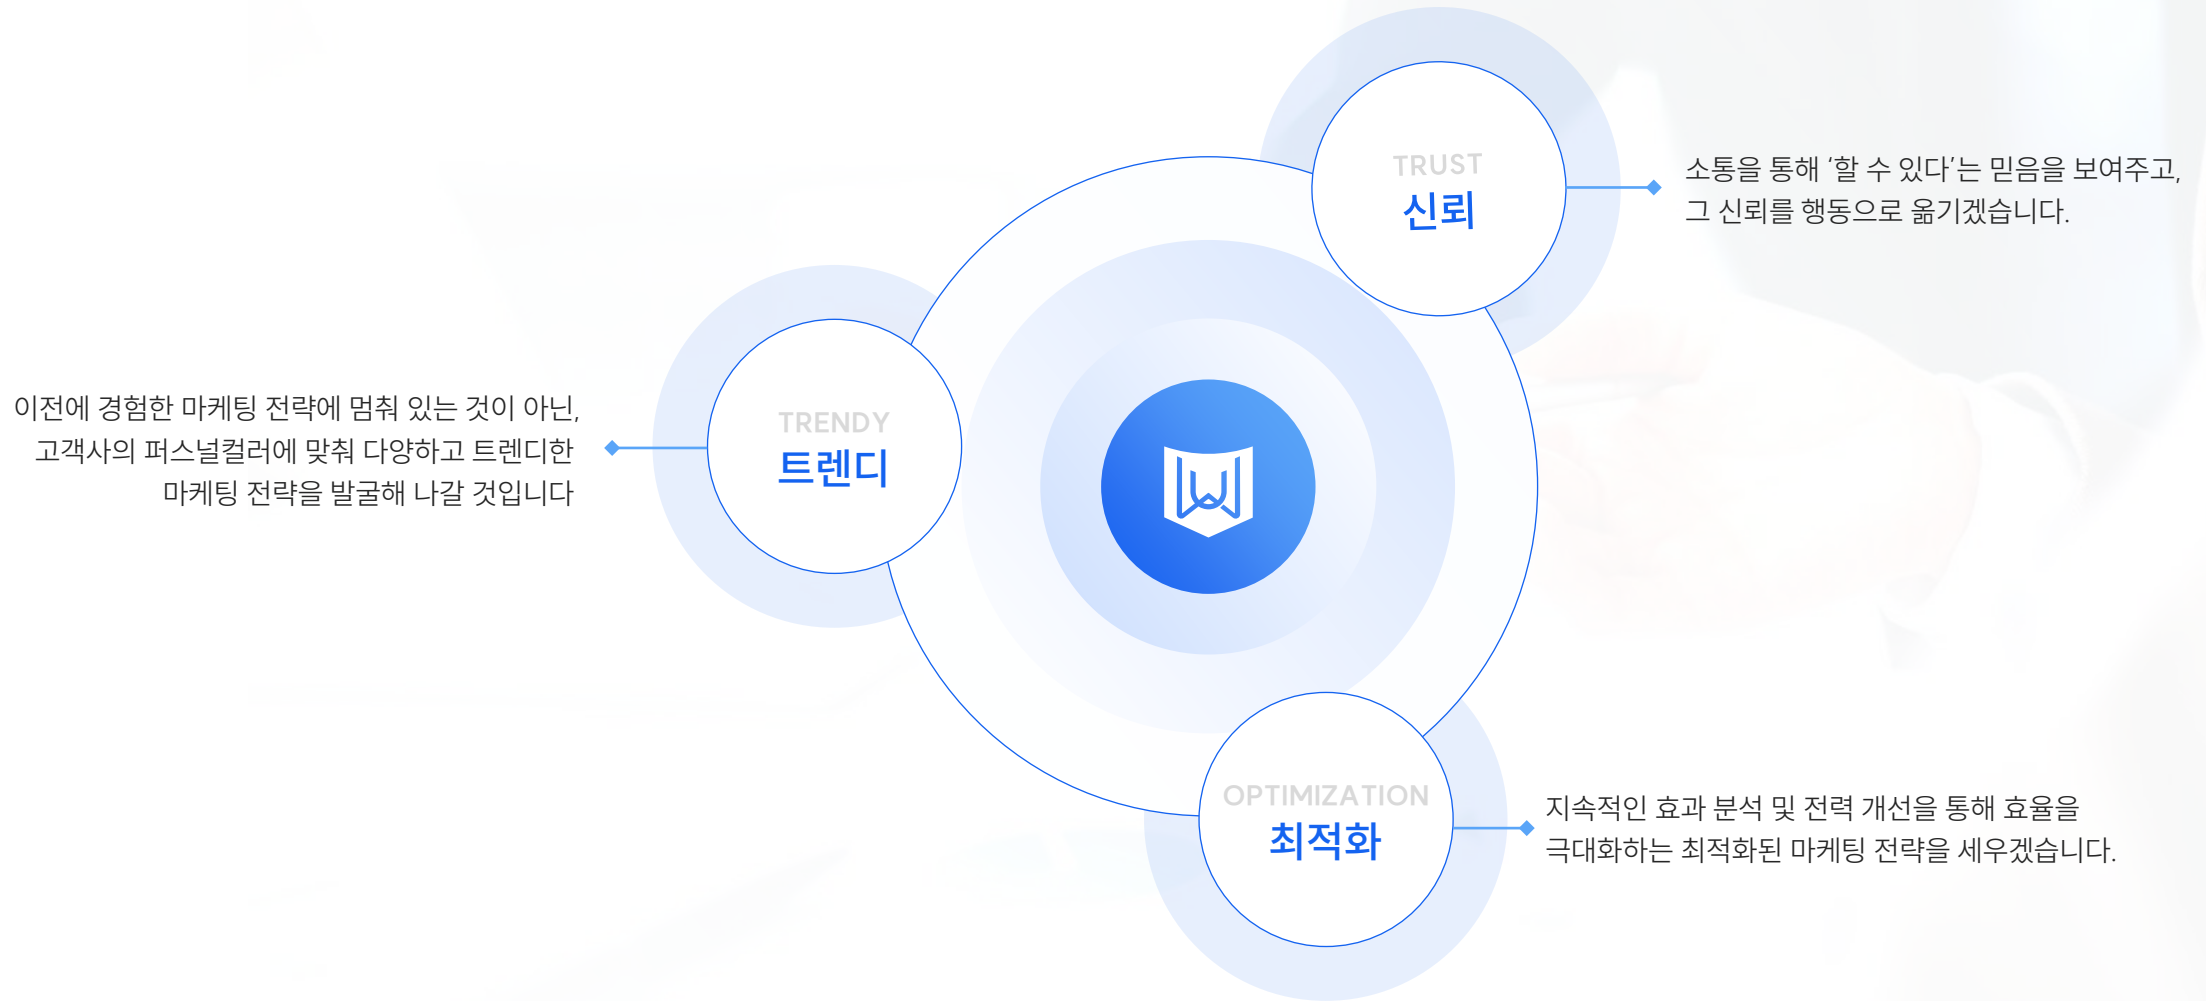 TRUST
신뢰
소통을 통해 ‘할 수 있다’는 믿음을 보여주고,
그 신뢰를 행동으로 옮기겠습니다.
TRENDY
트렌디
이전에 경험한 마케팅 전략에 멈춰 있는 것이 아닌,
고객사의 퍼스널컬러에 맞춰 다양하고 트렌디한
마케팅 전략을 발굴해 나갈 것입니다
OPTIMIZATION
최적화
지속적인 효과 분석 및 전력 개선을 통해 효율을
극대화하는 최적화된 마케팅 전략을 세우겠습니다.